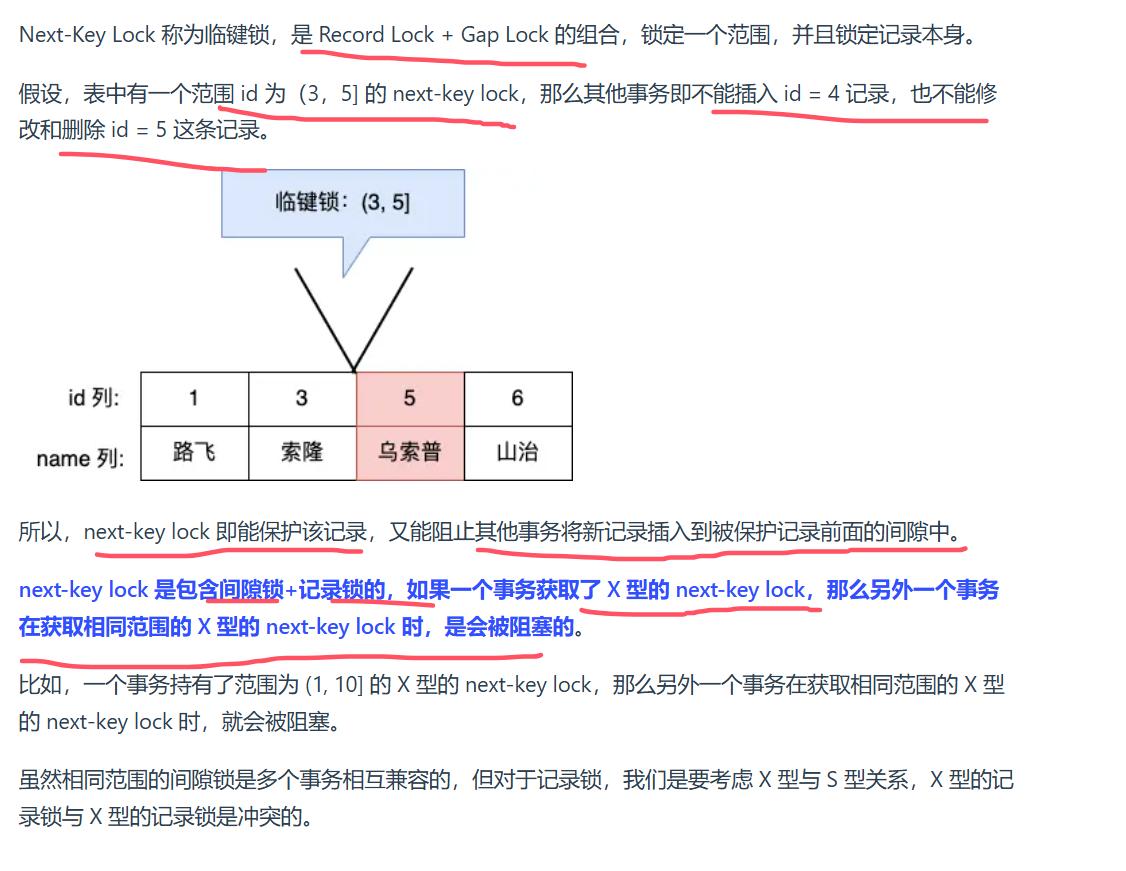 Next-Key Lock 称为临键锁，是 Record Lock + Gap Lock 的组合，锁定一个范围，并且锁定记录本身。
假设，表中有一个范围 id 为（3，5] 的 next-key lock，那么其他事务即不能插入 id = 4 记录，也不能修
改和删除 id = 5 这条记录。
临键锁：(3, 5]
id 列: 1 3 5 6
name 列: 路飞 索隆 乌索普 山治
所以，next-key lock 即能保护该记录，又能阻止其他事务将新记录插入到被保护记录前面的间隙中。
next-key lock 是包含间隙锁+记录锁的，如果一个事务获取了 X 型的 next-key lock，那么另外一个事务
在获取相同范围的 X 型的 next-key lock 时，是会被阻塞的。
比如，一个事务持有了范围为 (1, 10] 的 X 型的 next-key lock，那么另外一个事务在获取相同范围的 X 型
的 next-key lock 时，就会被阻塞。
虽然相同范围的间隙锁是多个事务相互兼容的，但对于记录锁，我们是要考虑 X 型与 S 型关系，X 型的记
录锁与 X 型的记录锁是冲突的。